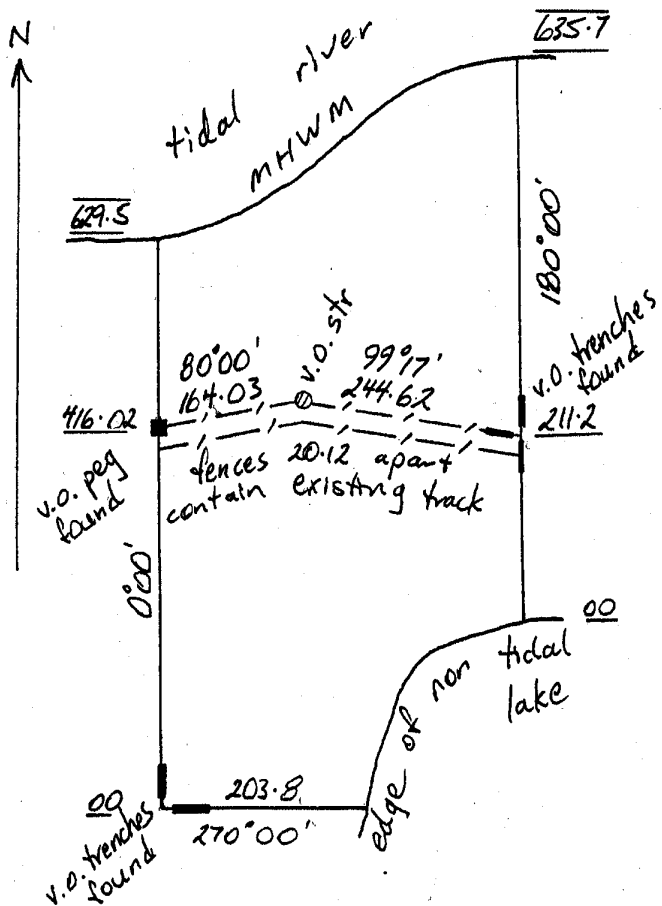 N
635.7
tidal river
MHWM
629.5
180°00'
v.o. str
80°00'
164.03
99°17'
244.62
v.o. trenches
found
416.02
211.2
v.o. peg
found
fences 20.12 apart
contain existing track
0°00'
00
edge of non tidal
lake
00
203.8
270°00'
v.o. trenches
found